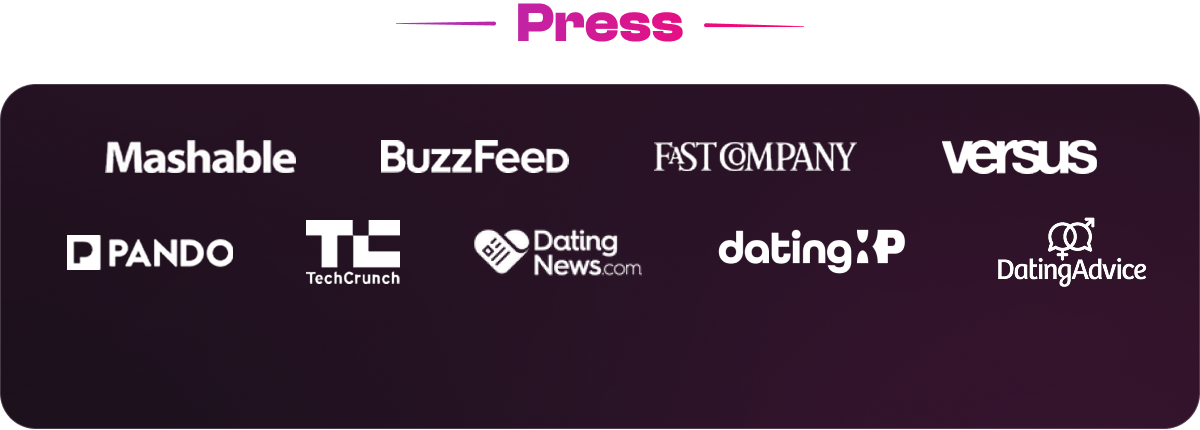 Press
Mashable BuzzFeed FAST COMPANY versus
PANDO TC TechCrunch Dating News.com datingXP DatingAdvice